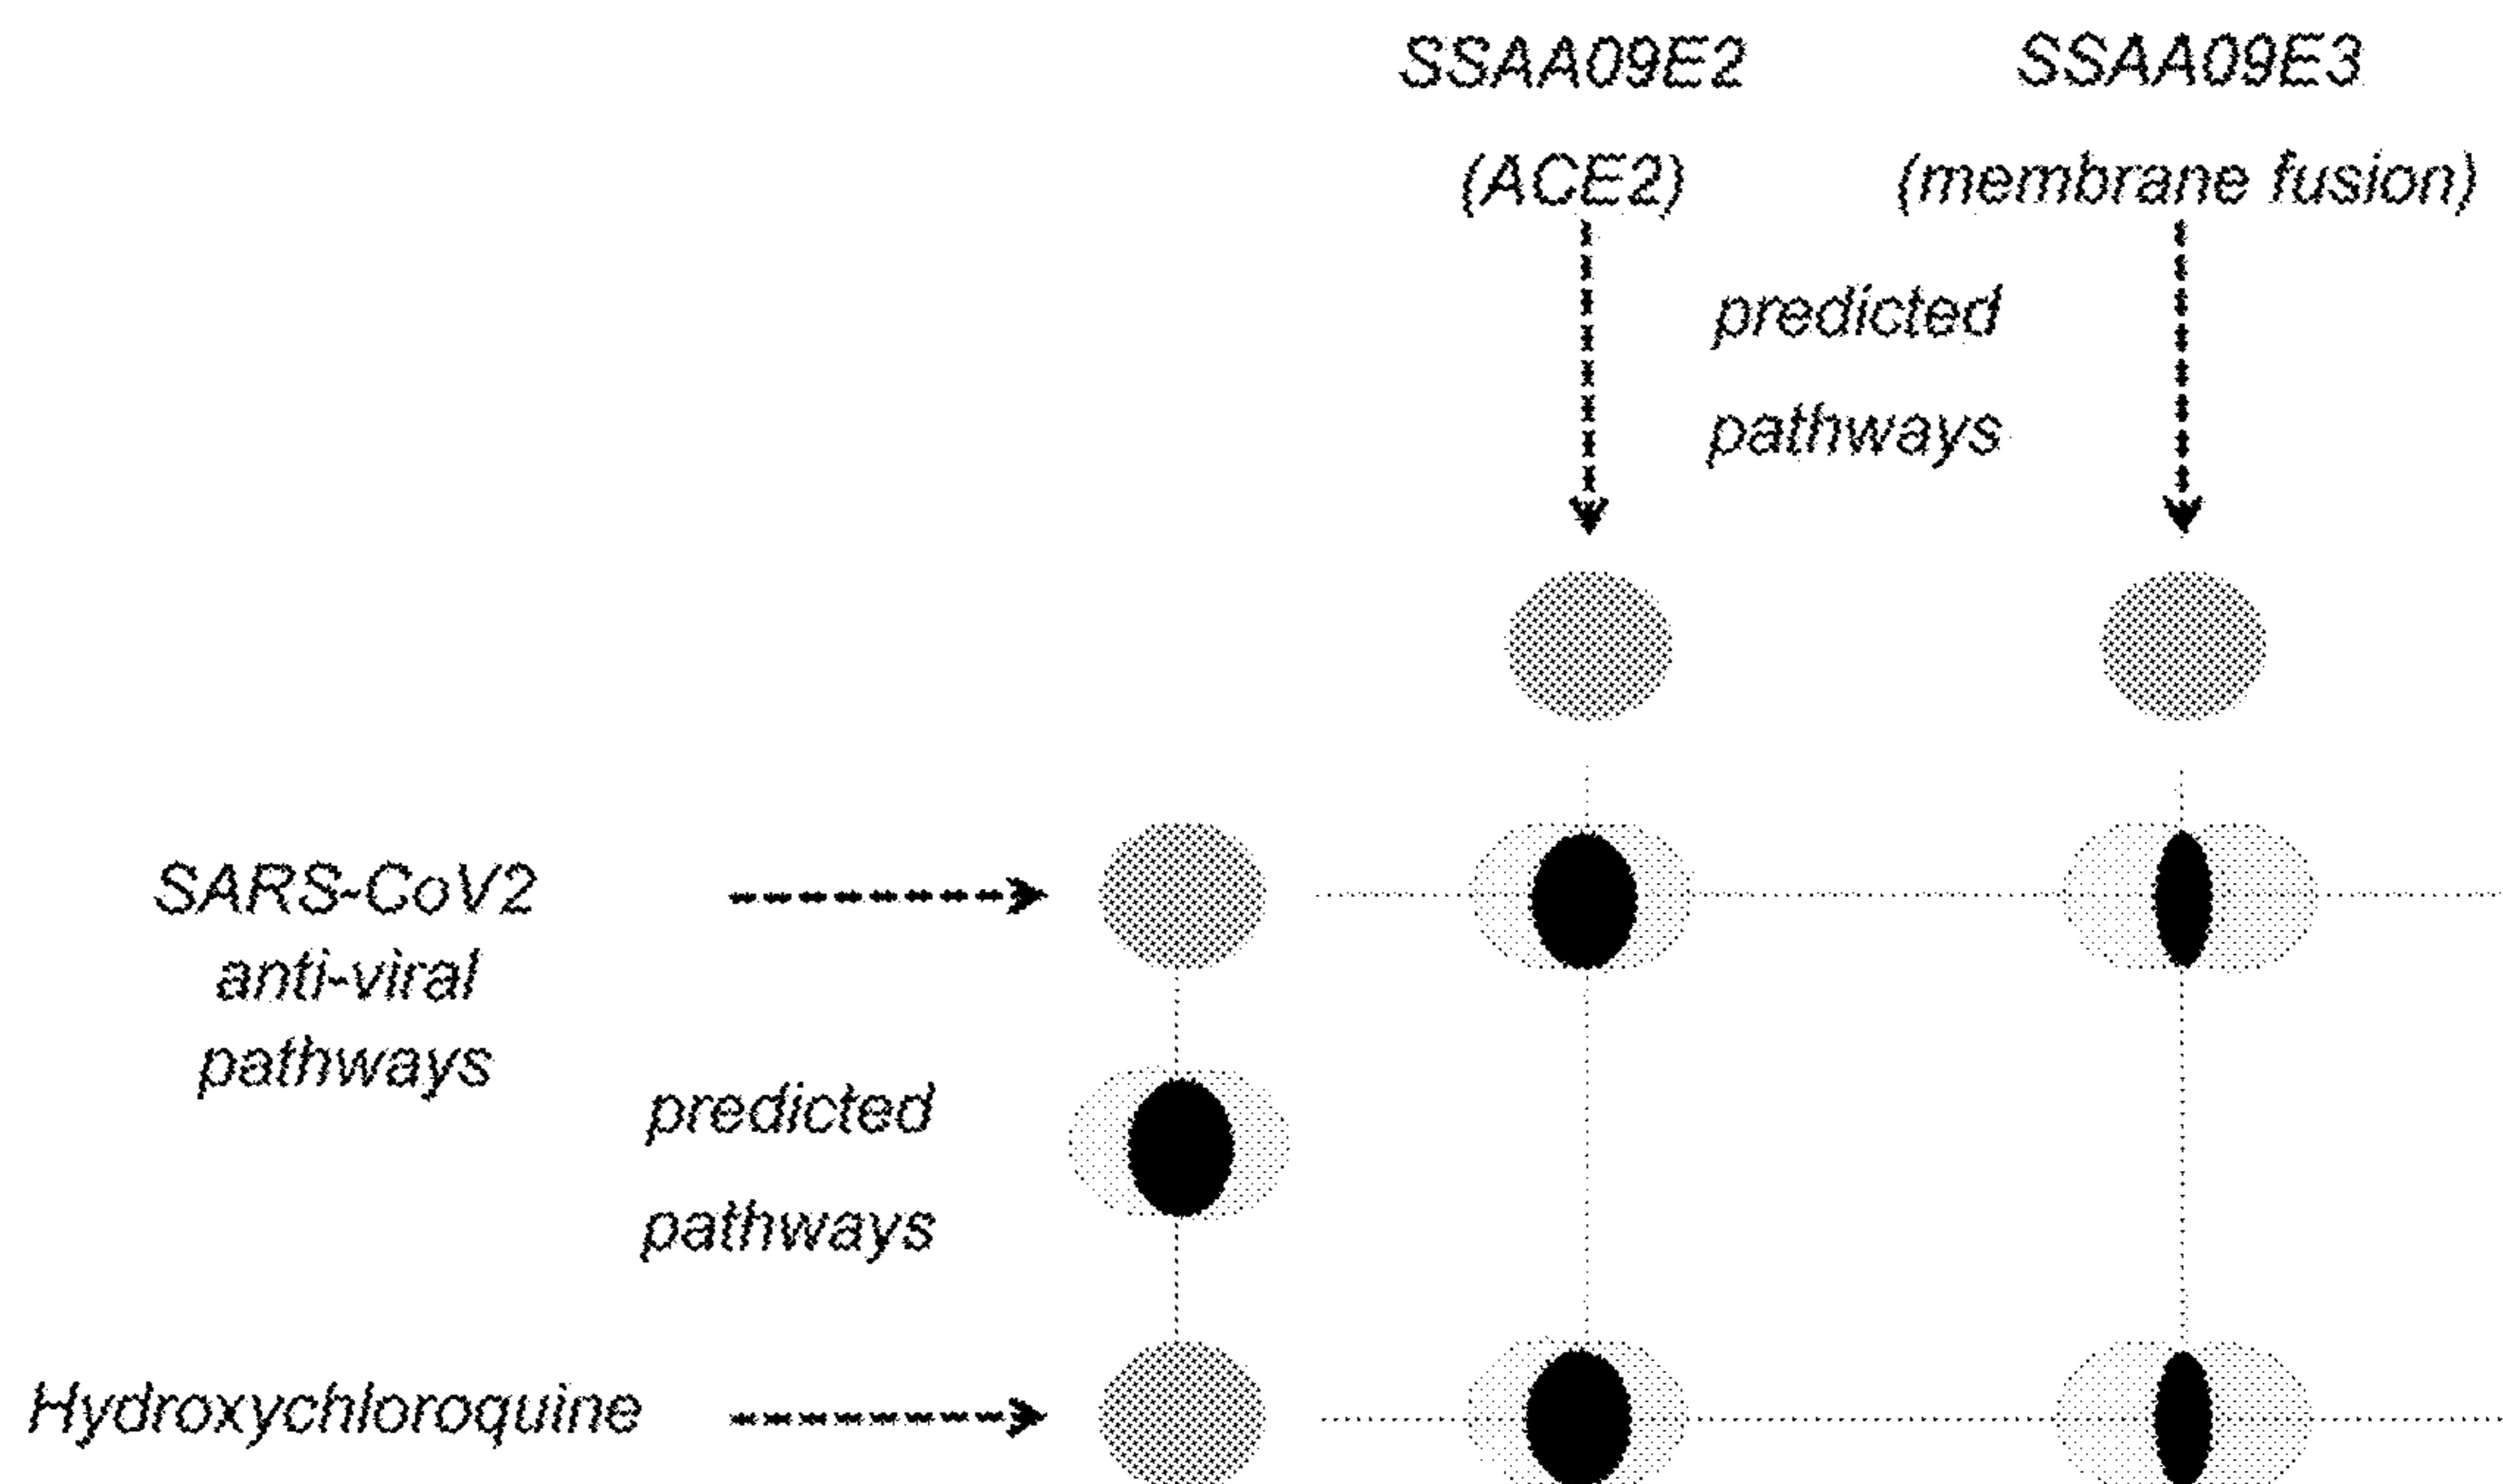 SSAA09E2 SSAA09E3
(ACE2) (membrane fusion)
predicted
pathways
SARS-CoV2
anti-viral
pathways
predicted
pathways
Hydroxychloroquine